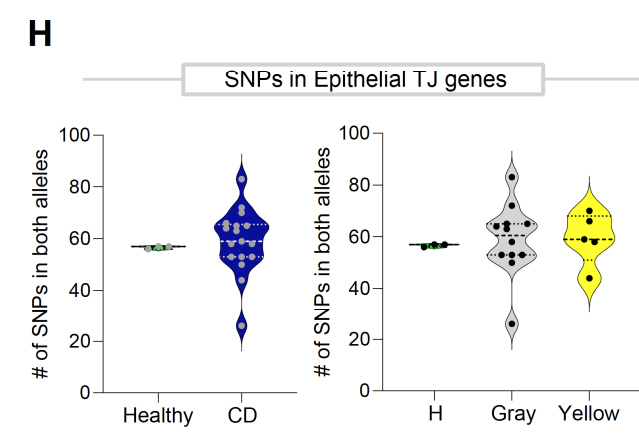 H
SNPs in Epithelial TJ genes
# of SNPs in both alleles
100
80
60
40
20
0
Healthy CD
# of SNPs in both alleles
100
80
60
40
20
0
H Gray Yellow